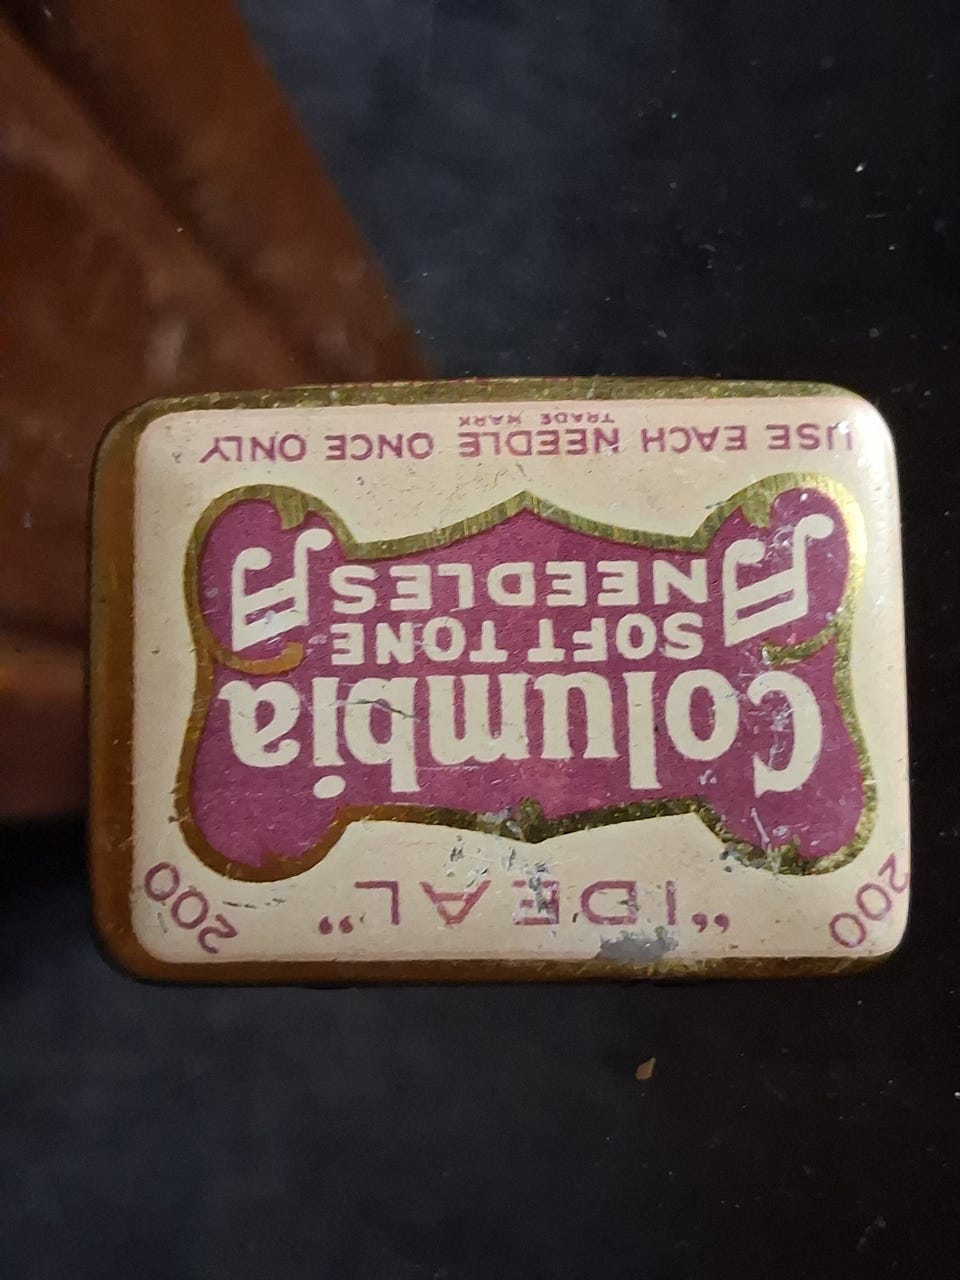 200 "IDEAL" 200
Columbia
SOFT TONE
NEEDLES
USE EACH NEEDLE ONCE ONLY
TRADE MARK